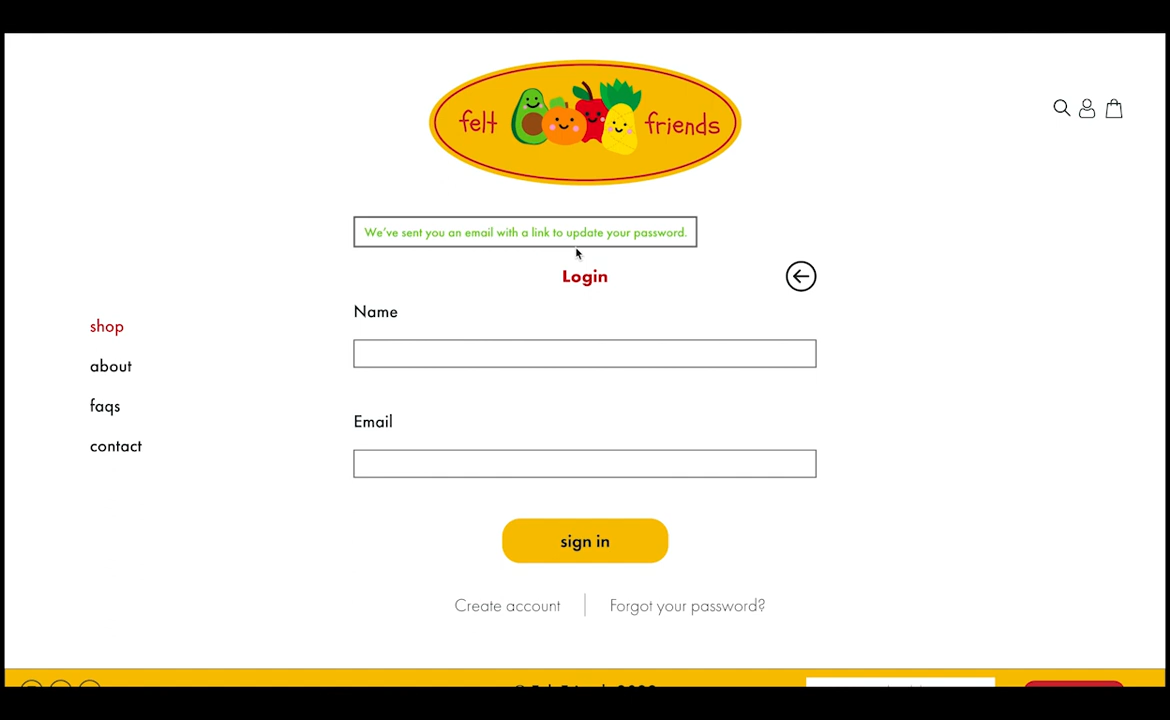 felt friends
We've sent you an email with a link to update your password.
Login
Name
shop
about
faqs
contact
Email
sign in
Create account
Forgot your password?